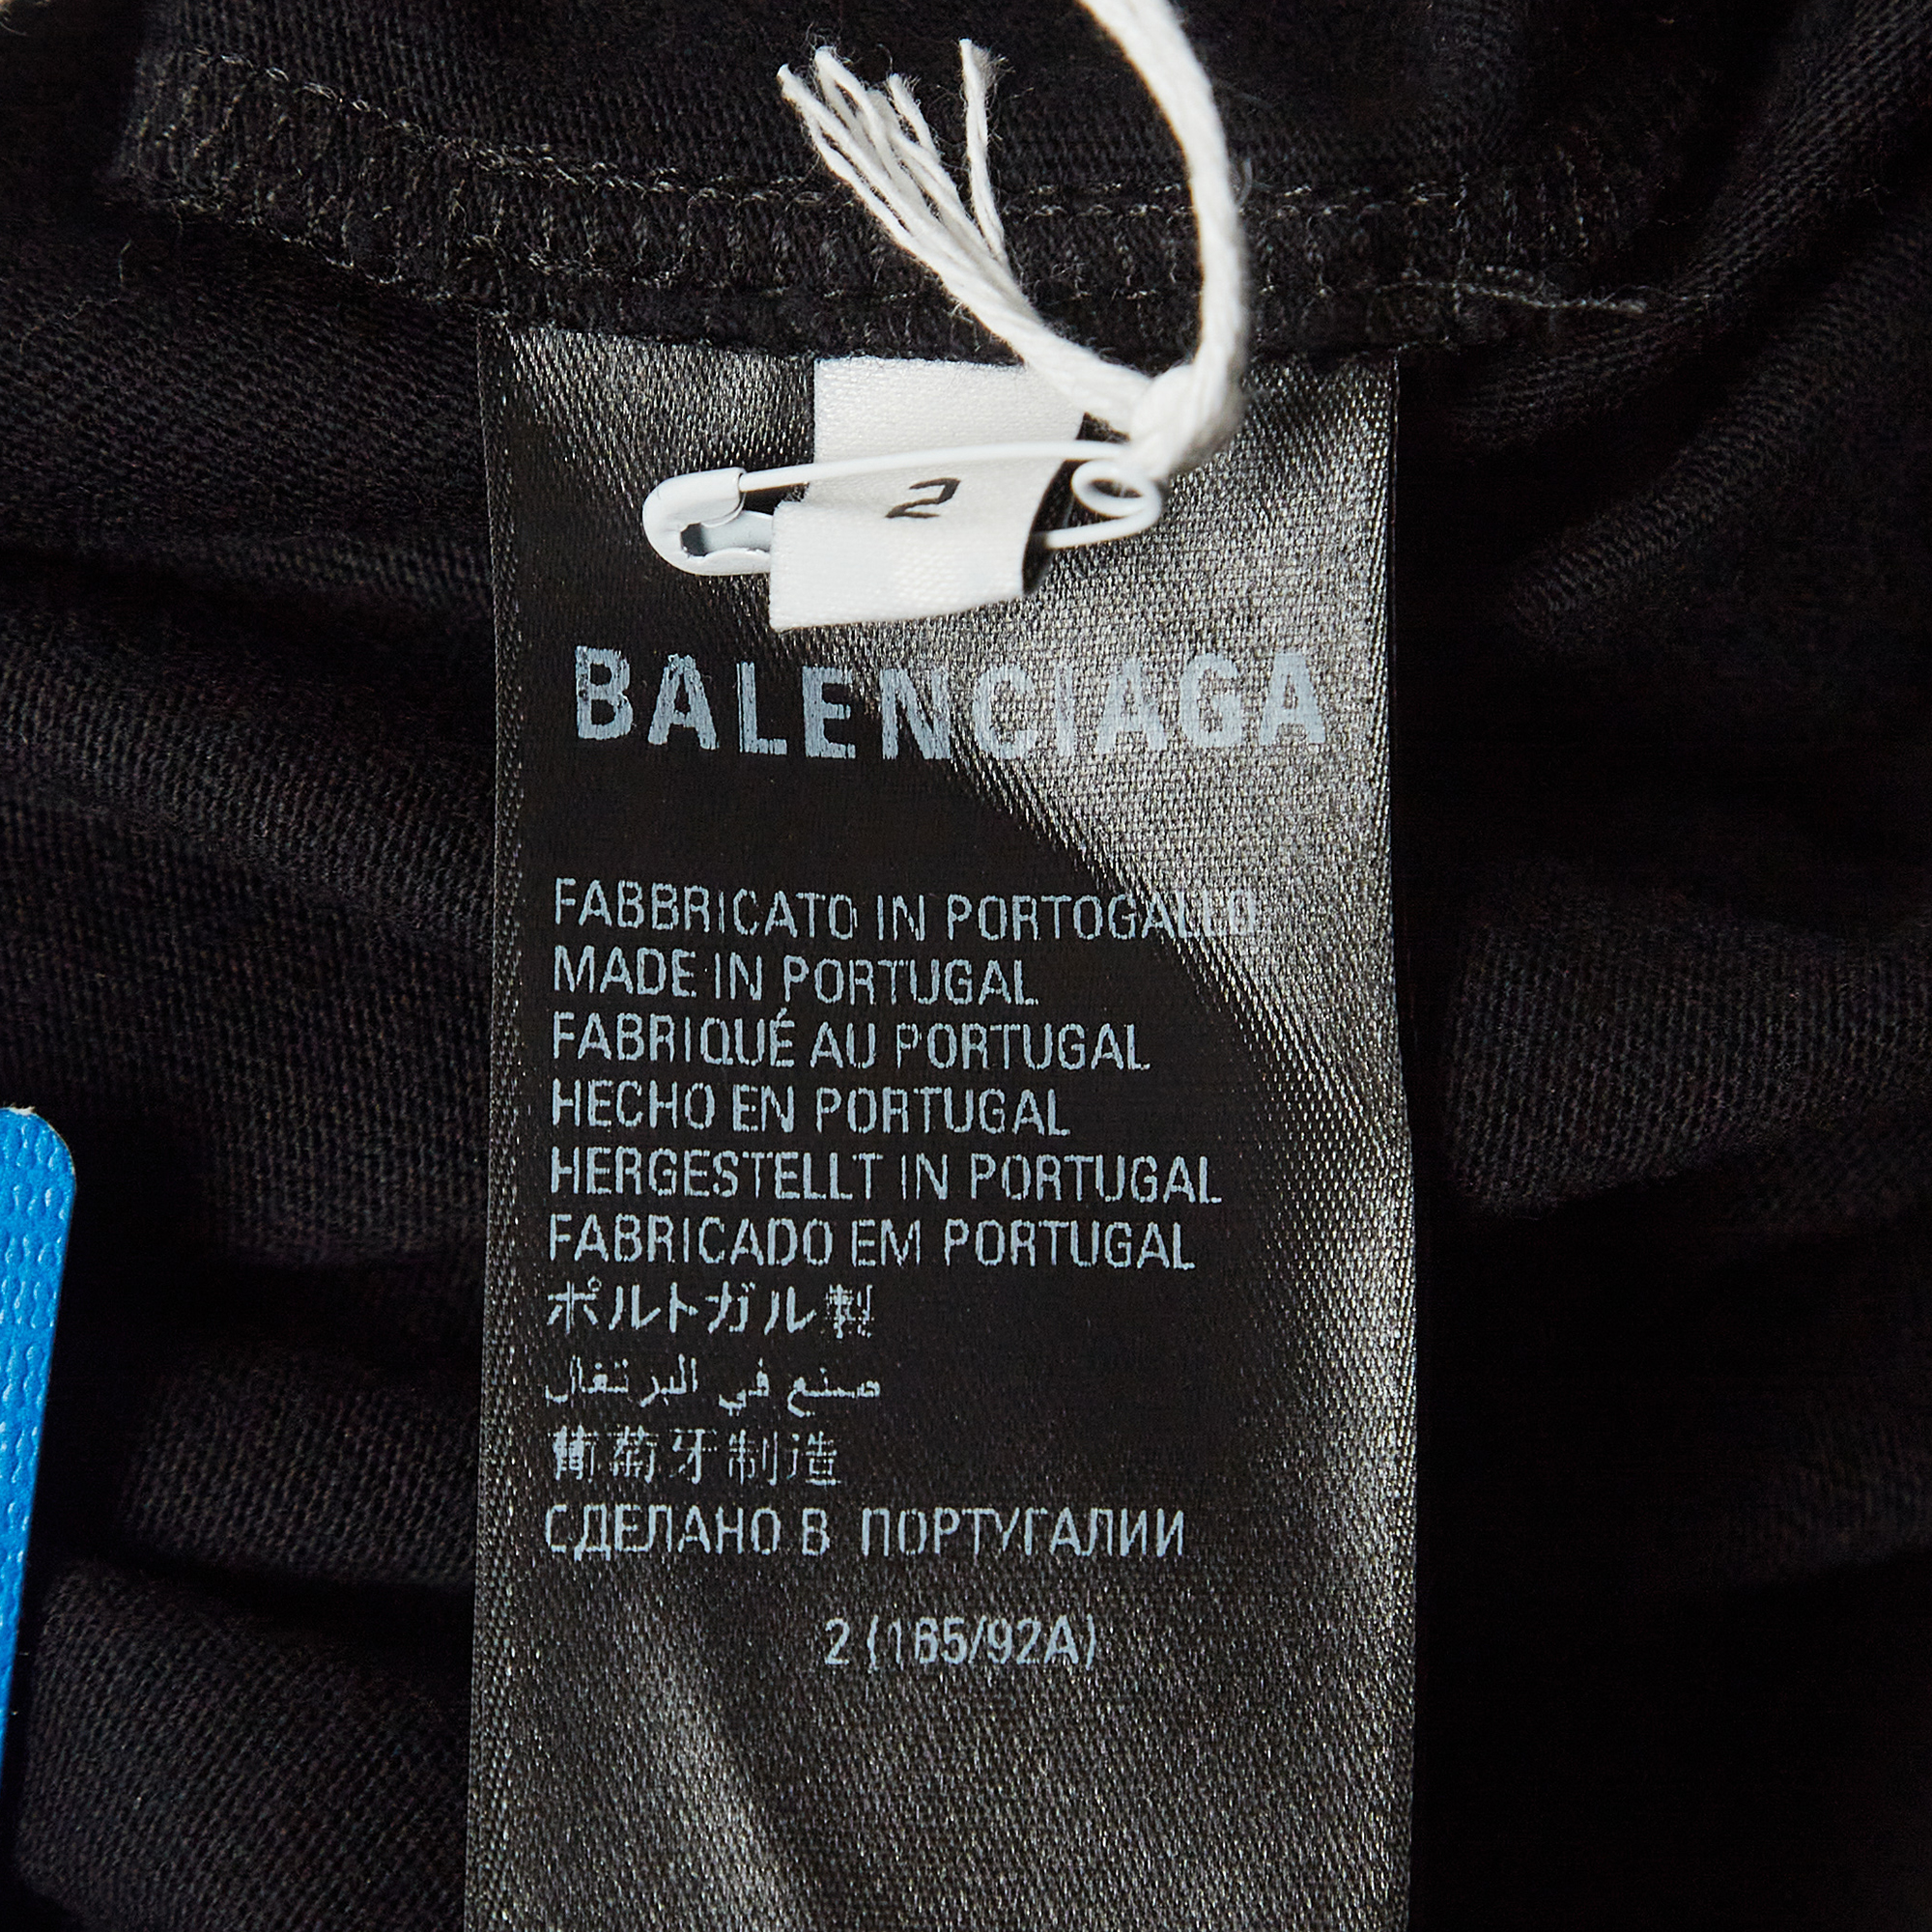 2
BALENCIAGA
FABBRICATO IN PORTOGALLO
MADE IN PORTUGAL
FABRIQUÉ AU PORTUGAL
HECHO EN PORTUGAL
HERGESTELLT IN PORTUGAL
FABRICADO EM PORTUGAL
ポルトガル製
صنع في البرتغال
葡萄牙制造
СДЕЛАНО В ПОРТУГАЛИИ
2 (165/92A)